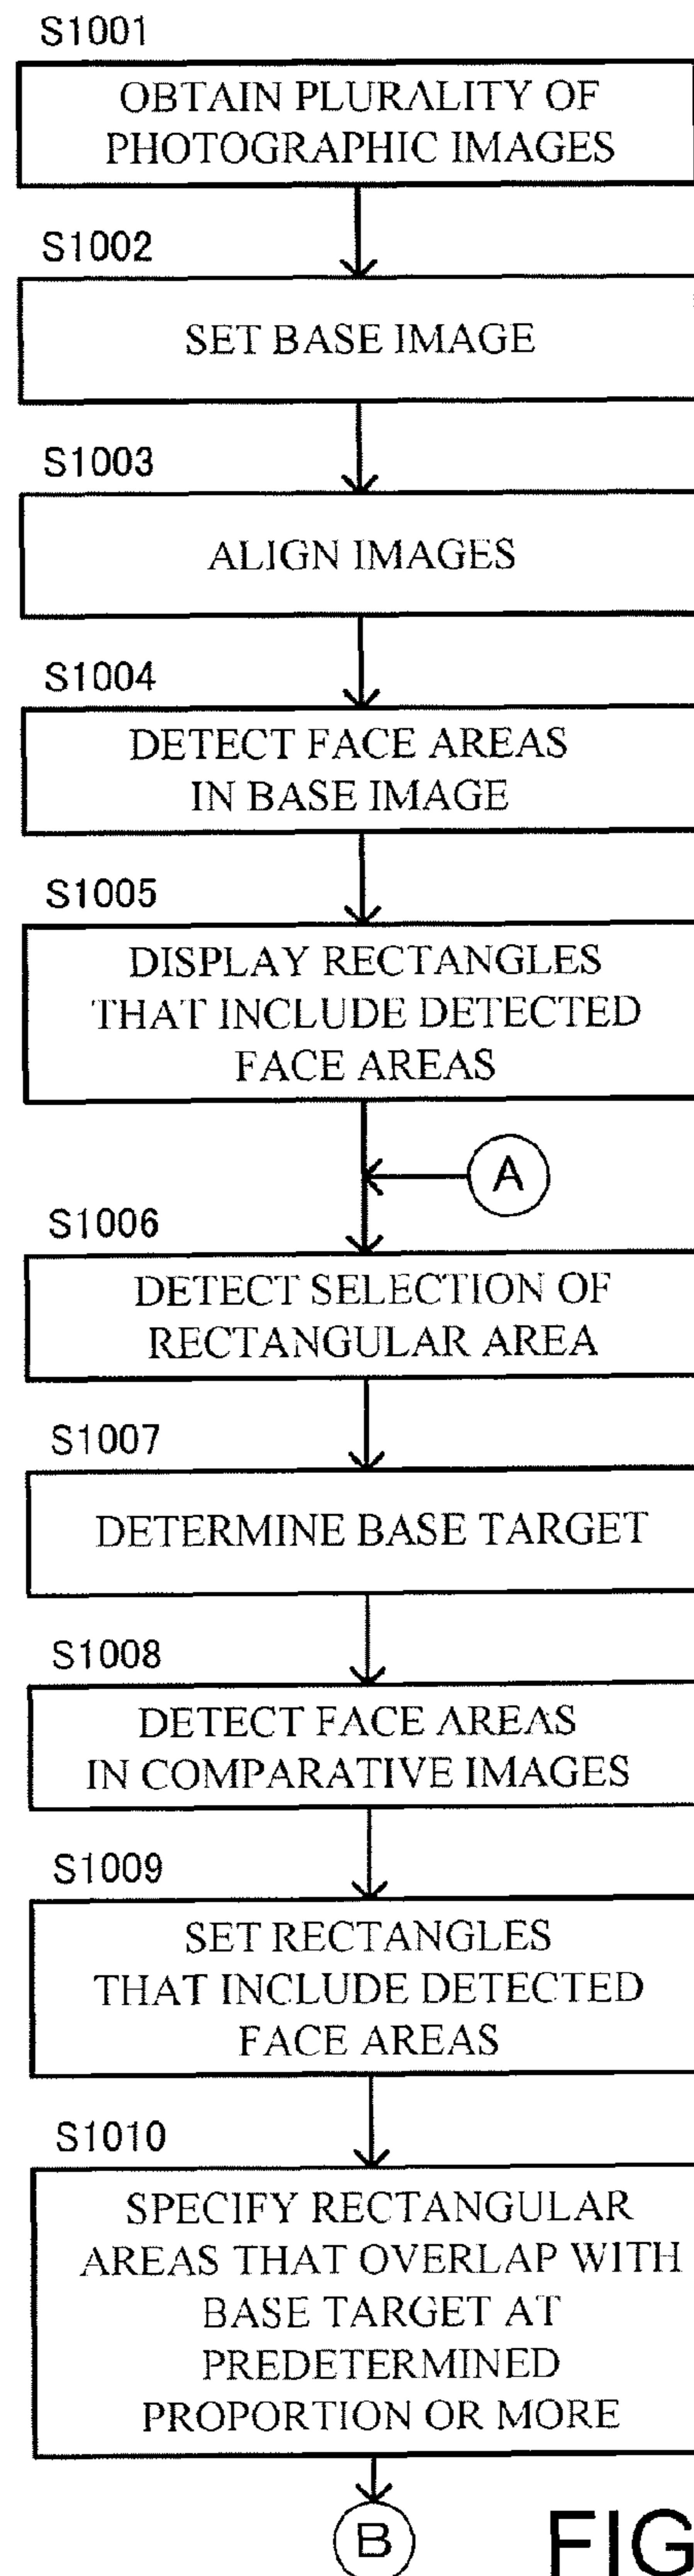 S1001
OBTAIN PLURALITY OF
PHOTOGRAPHIC IMAGES
S1002
SET BASE IMAGE
S1003
ALIGN IMAGES
S1004
DETECT FACE AREAS
IN BASE IMAGE
S1005
DISPLAY RECTANGLES
THAT INCLUDE DETECTED
FACE AREAS
A
S1006
DETECT SELECTION OF
RECTANGULAR AREA
S1007
DETERMINE BASE TARGET
S1008
DETECT FACE AREAS
IN COMPARATIVE IMAGES
S1009
SET RECTANGLES
THAT INCLUDE DETECTED
FACE AREAS
S1010
SPECIFY RECTANGULAR
AREAS THAT OVERLAP WITH
BASE TARGET AT
PREDETERMINED
PROPORTION OR MORE
B
FIG